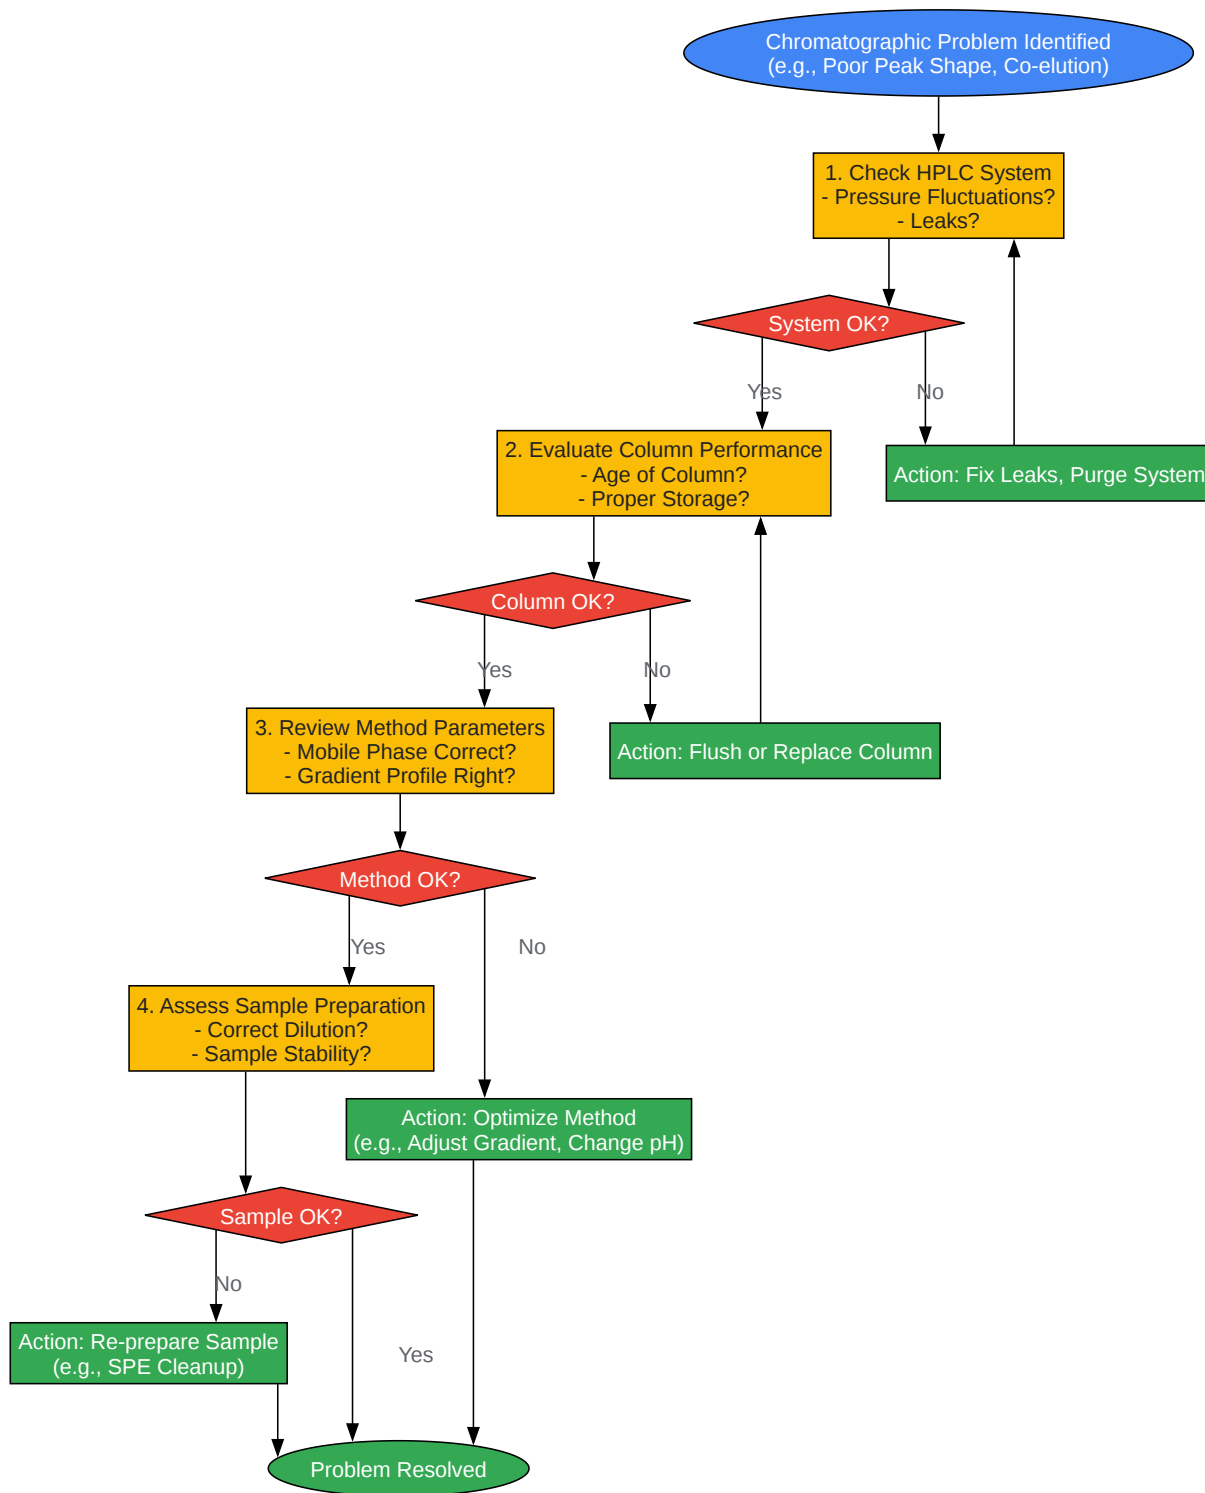 Chromatographic Problem Identified
(e.g., Poor Peak Shape, Co-elution)
1. Check HPLC System
- Pressure Fluctuations?
- Leaks?
System OK?
Yes
No
2. Evaluate Column Performance
- Age of Column?
- Proper Storage?
Action: Fix Leaks, Purge System
Column OK?
Yes
No
3. Review Method Parameters
- Mobile Phase Correct?
- Gradient Profile Right?
Action: Flush or Replace Column
Method OK?
Yes
No
4. Assess Sample Preparation
- Correct Dilution?
- Sample Stability?
Action: Optimize Method
(e.g., Adjust Gradient, Change pH)
Sample OK?
No
Yes
Action: Re-prepare Sample
(e.g., SPE Cleanup)
Problem Resolved